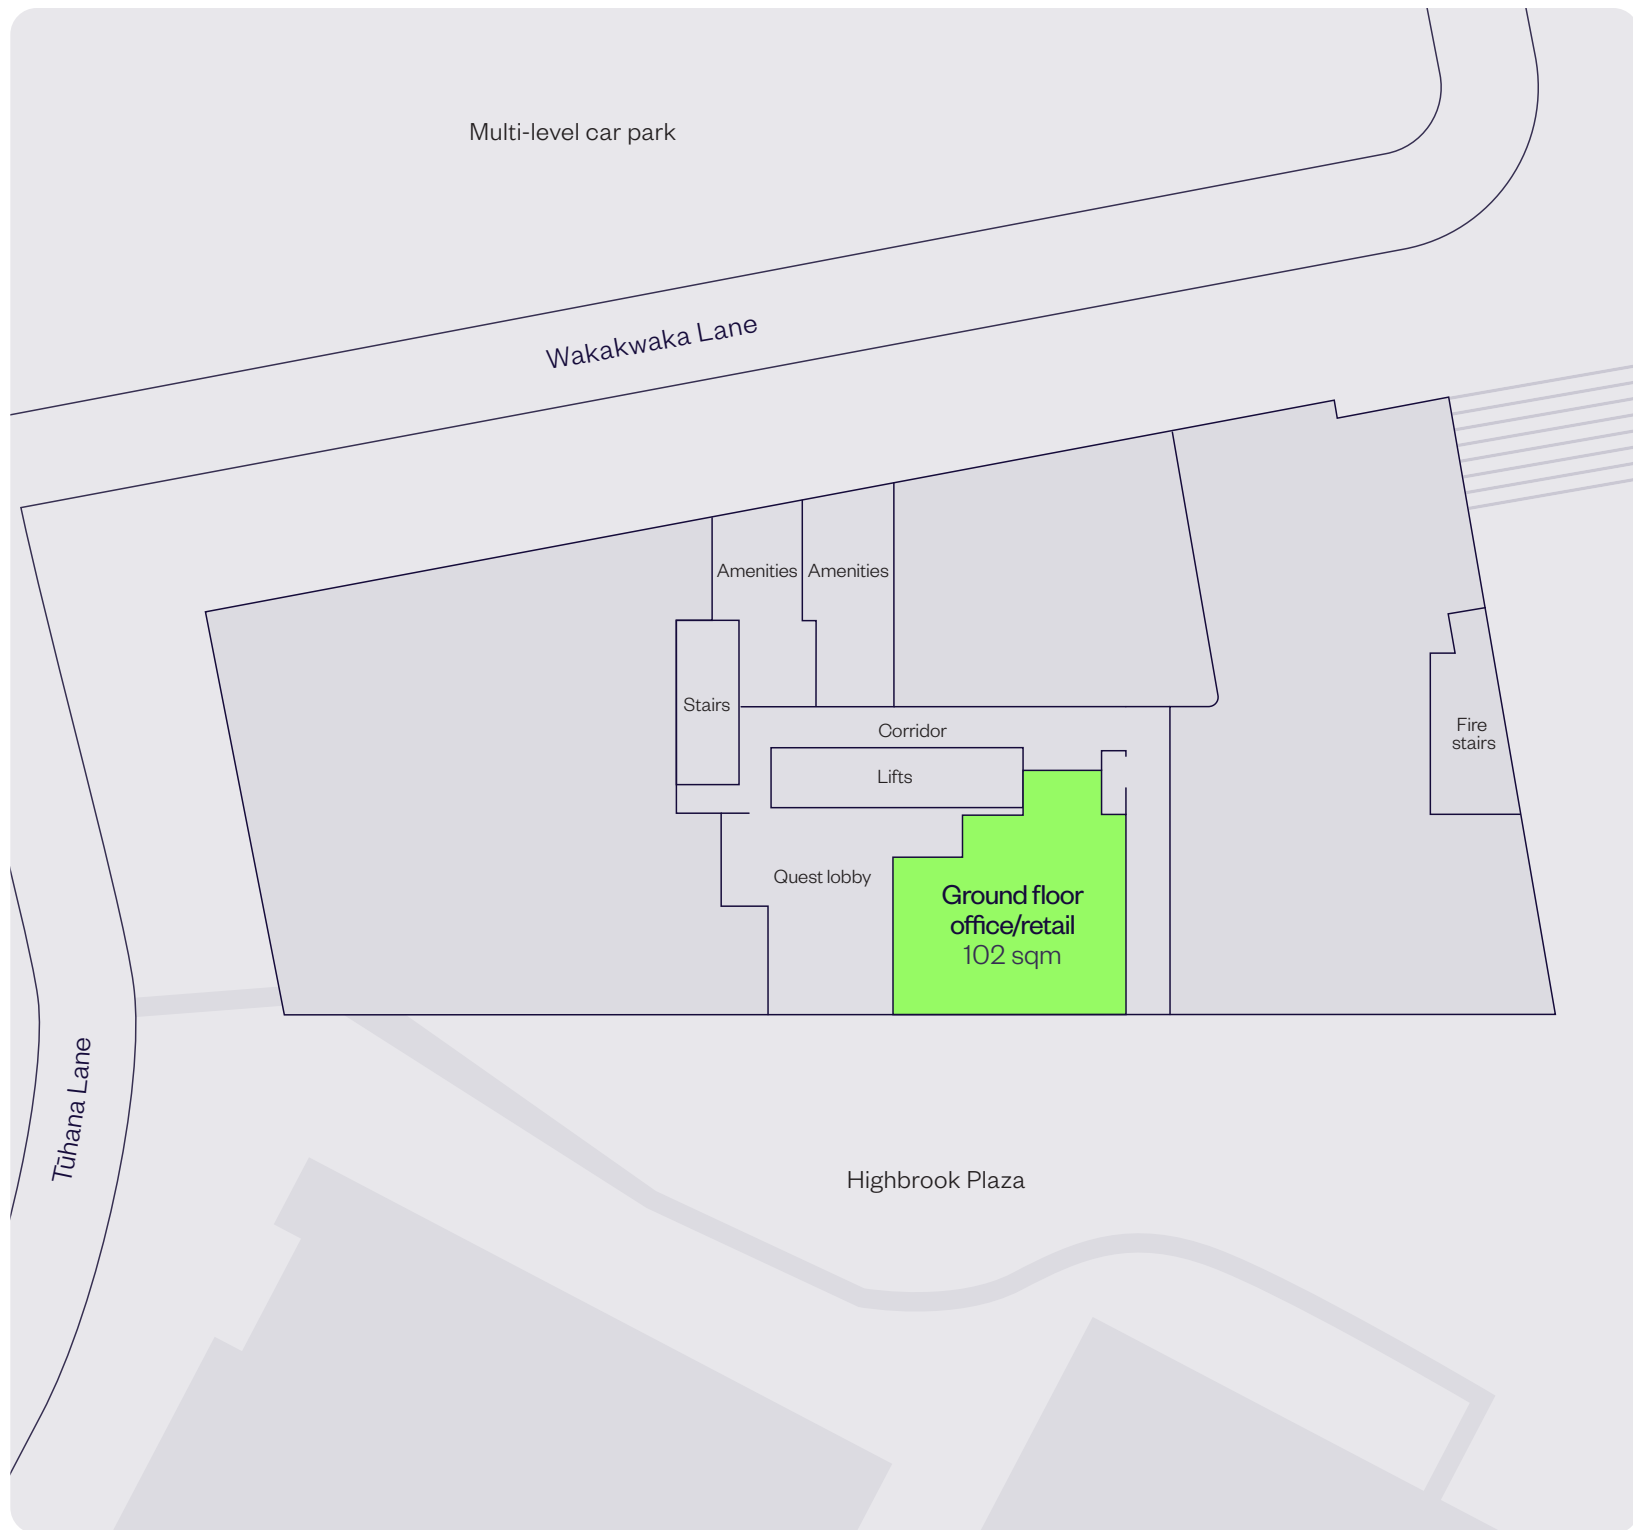 Multi-level car park
Wakakwaka Lane
Amenities
Amenities
Stairs
Corridor
Fire
stairs
Lifts
Quest lobby
Ground floor
office/retail
102 sqm
Tūhana Lane
Highbrook Plaza